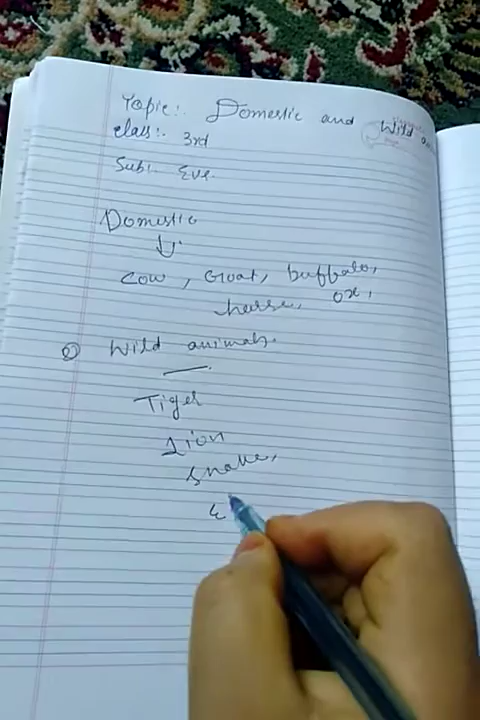 Topic:- Domestic and Wild a
Class:- 3rd
Sub:- Eve.
Domestic
Cow, Goat, buffalo,
horse, ox,
Wild animals.
Tiger
Lion
Snake,
E